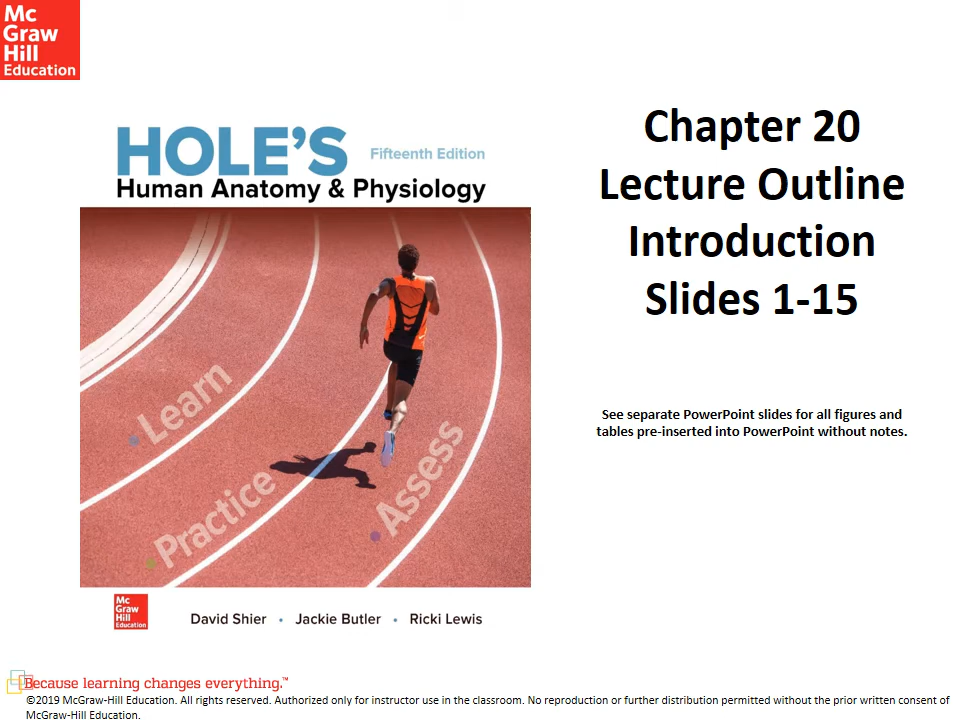 Mc
Graw
Hill
Education
HOLE'S
Fifteenth Edition
Human Anatomy & Physiology
Learn
Practice
Assess
Mc
Graw
Hill
Education
David Shier • Jackie Butler • Ricki Lewis
Chapter 20
Lecture Outline
Introduction
Slides 1-15
See separate PowerPoint slides for all figures and
tables pre-inserted into PowerPoint without notes.
Because learning changes everything.™
©2019 McGraw-Hill Education. All rights reserved. Authorized only for instructor use in the classroom. No reproduction or further distribution permitted without the prior written consent of
McGraw-Hill Education.